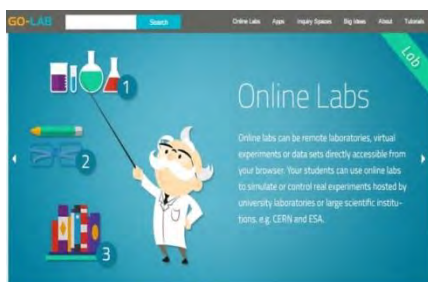 GO-LAB Search Online Labs Apps Inquiry Spaces Big Ideas About Tutorials
Lab
1
Online Labs
2
Online labs can be remote laboratories, virtual
experiments or data sets directly accessible from
your browser. Your students can use online labs
to simulate or control real experiments hosted by
university laboratories or large scientific institu-
tions. e.g. CERN and ESA.
3